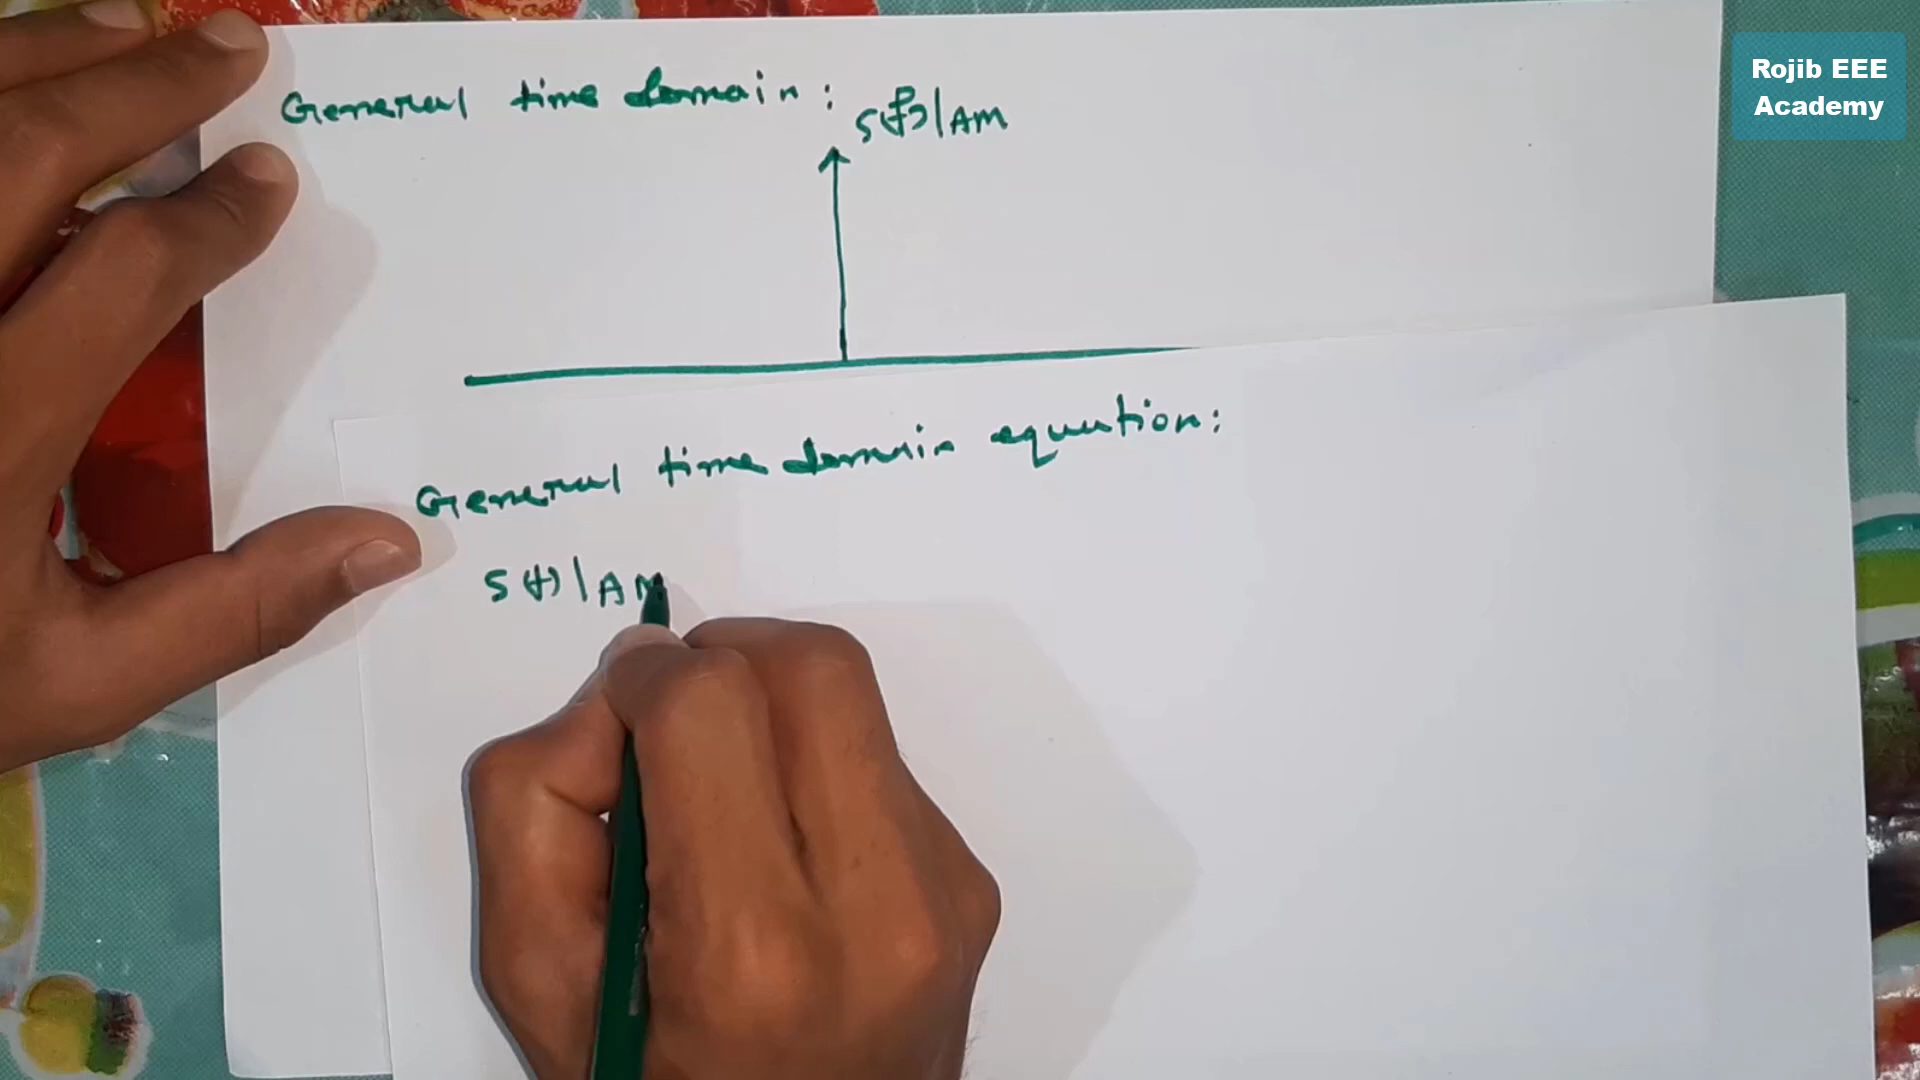 Rojib EEE
Academy
General time domain :
S(f)|AM
General time domain equation:
S(t)|AM